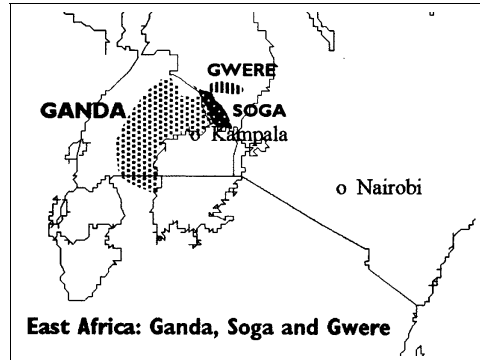 GWERE
GANDA
SOGA
o Kampala
o Nairobi
East Africa: Ganda, Soga and Gwere